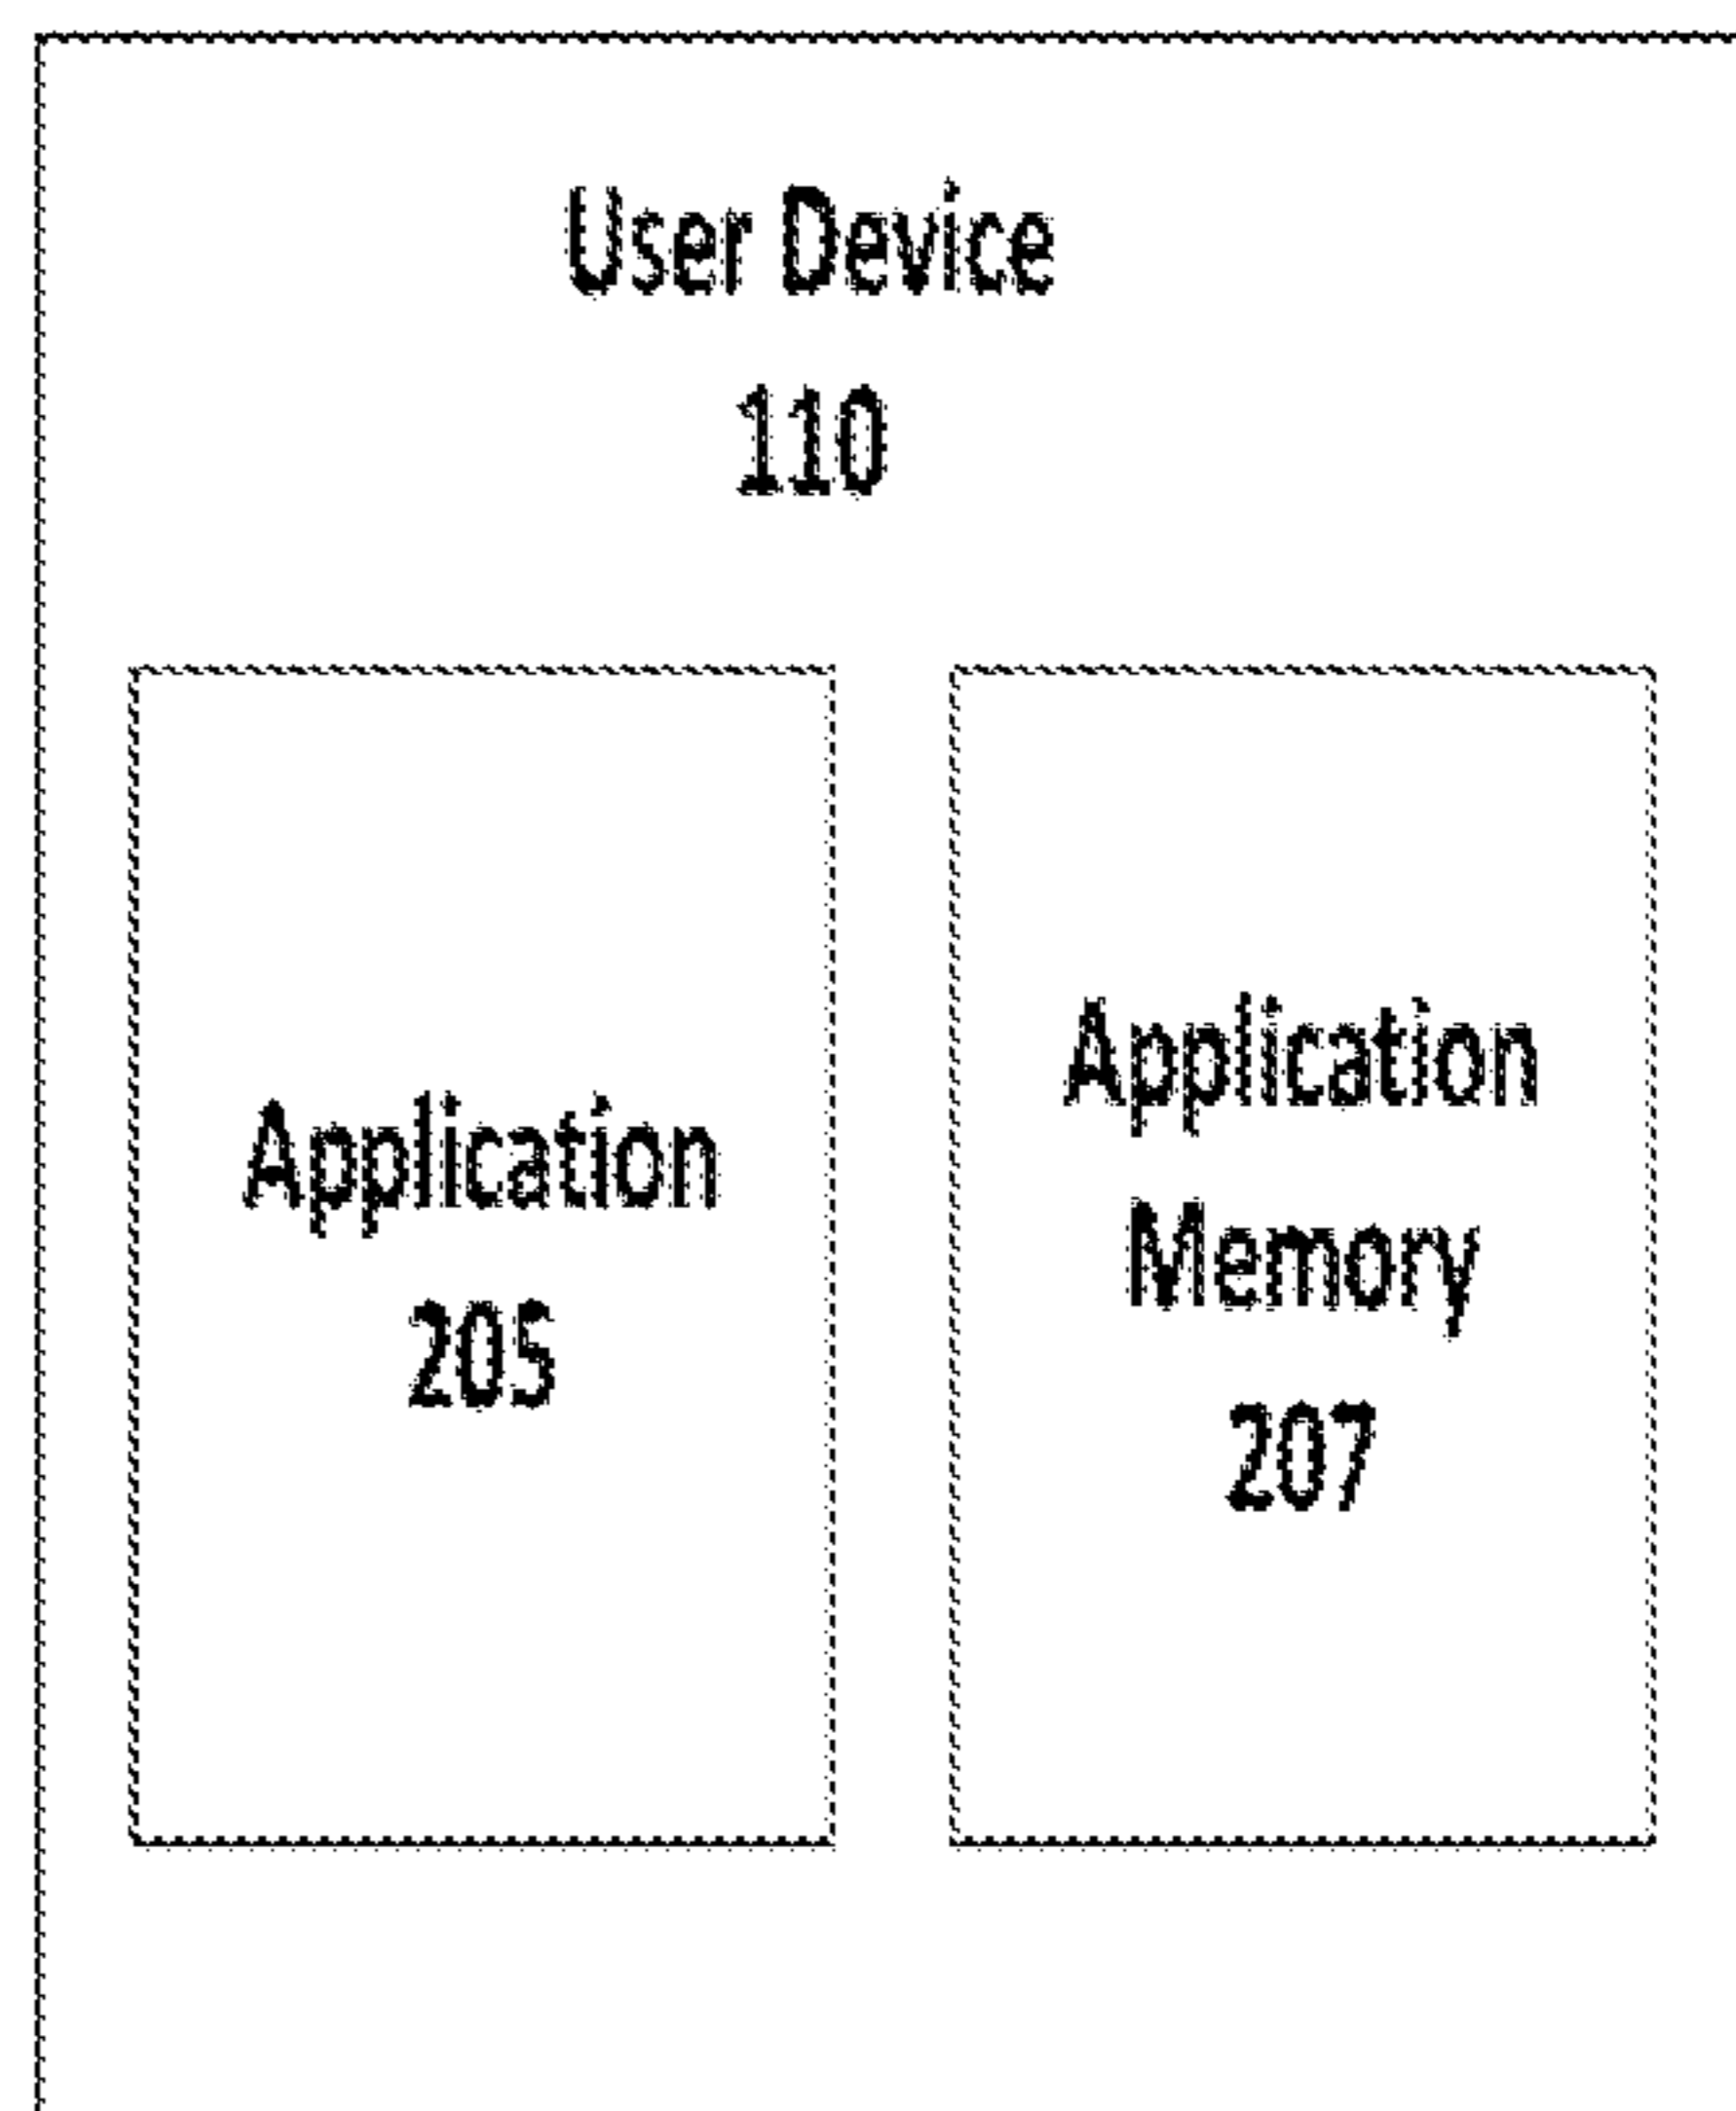 User Device
110
Application
205
Application
Memory
207